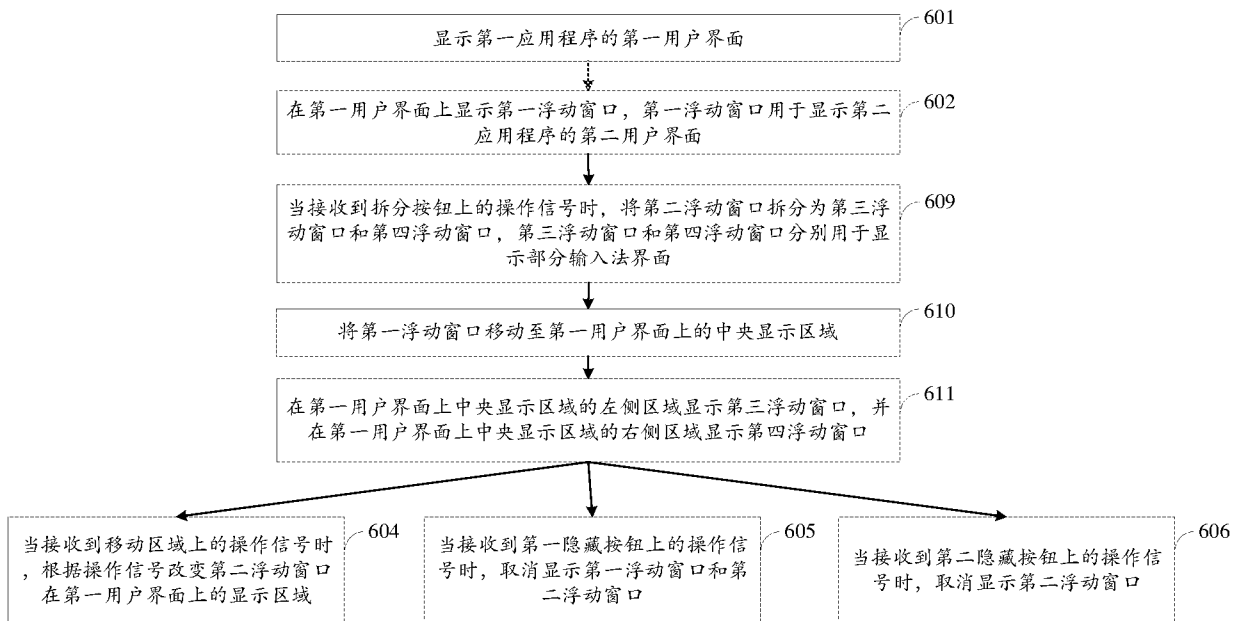 显示第一应用程序的第一用户界面
601
在第一用户界面上显示第一浮动窗口，第一浮动窗口用于显示第二
应用程序的第二用户界面
602
当接收到拆分按钮上的操作信号时，将第二浮动窗口拆分为第三浮
动窗口和第四浮动窗口，第三浮动窗口和第四浮动窗口分别用于显
示部分输入法界面
609
将第一浮动窗口移动至第一用户界面上的中央显示区域
610
在第一用户界面上中央显示区域的左侧区域显示第三浮动窗口，并
在第一用户界面上中央显示区域的右侧区域显示第四浮动窗口
611
当接收到移动区域上的操作信号时
，根据操作信号改变第二浮动窗口
在第一用户界面上的显示区域
604
当接收到第一隐藏按钮上的操作信
号时，取消显示第一浮动窗口和第
二浮动窗口
605
当接收到第二隐藏按钮上的操作信
号时，取消显示第二浮动窗口
606